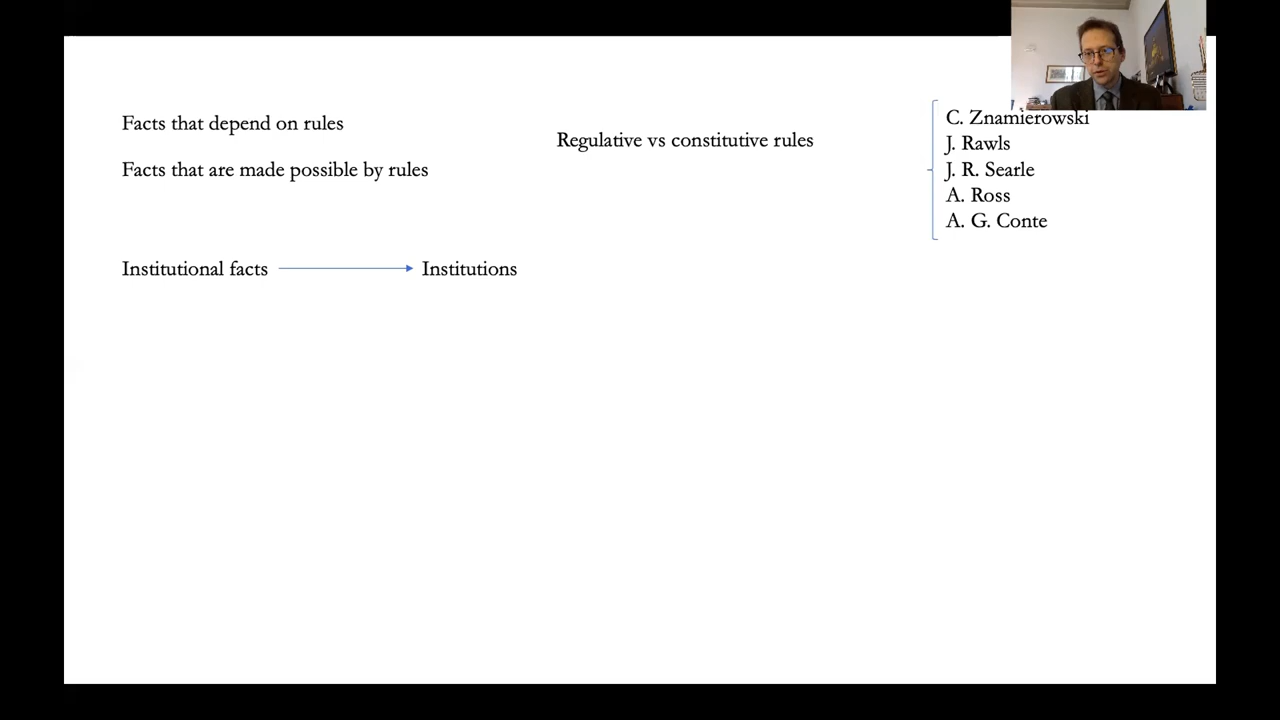 Facts that depend on rules
Facts that are made possible by rules
Regulative vs constitutive rules
C. Znamierowski
J. Rawls
J. R. Searle
A. Ross
A. G. Conte
Institutional facts
Institutions